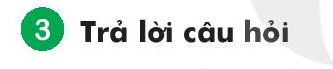 3 Trả lời câu hỏi